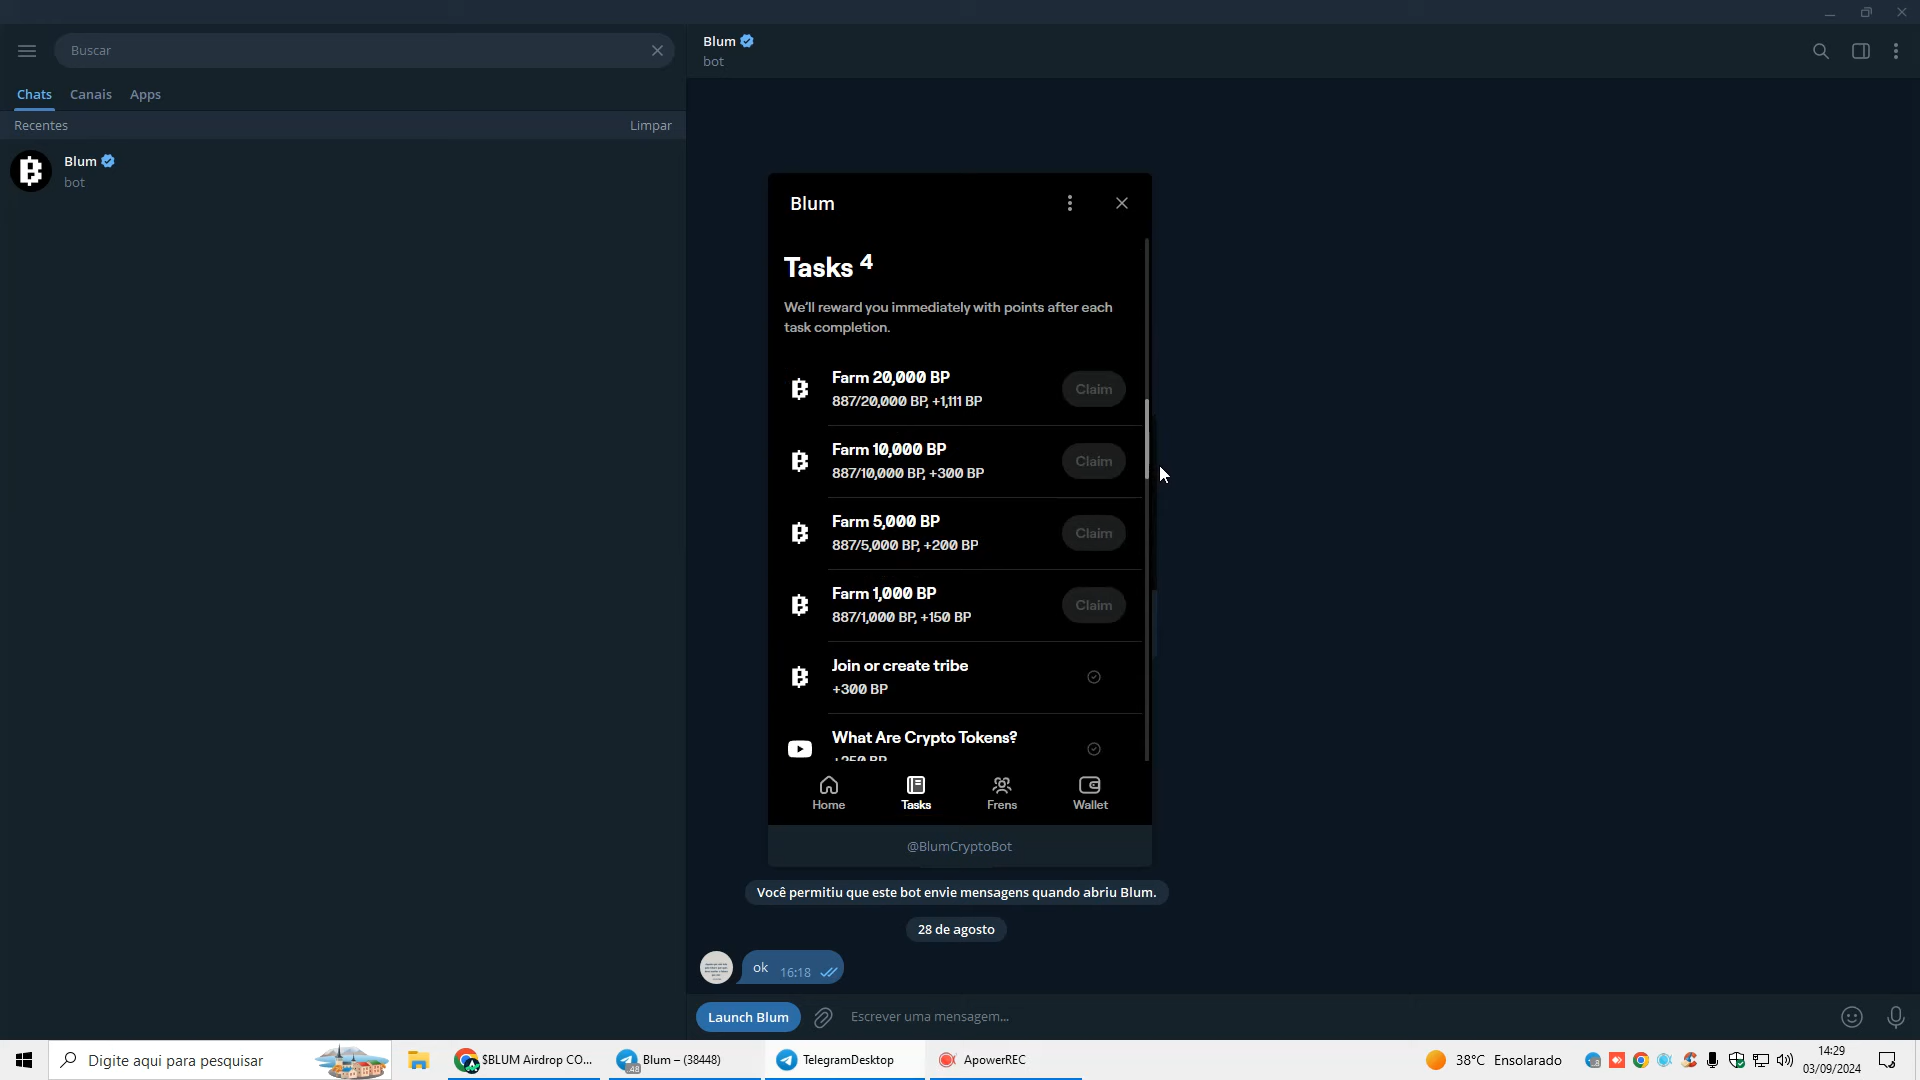 Buscar
Chats
Canais
Apps
Recentes
Limpar
Blum
bot
Blum
bot
Blum
Tasks 4
We'll reward you immediately with points after each
task completion.
Farm 20,000 BP
887/20,000 BP, +1,111 BP
Claim
Farm 10,000 BP
887/10,000 BP, +300 BP
Claim
Farm 5,000 BP
887/5,000 BP, +200 BP
Claim
Farm 1,000 BP
887/1,000 BP, +150 BP
Claim
Join or create tribe
+300 BP
What Are Crypto Tokens?
+250 BP
Home
Tasks
Frens
Wallet
@BlumCryptoBot
Você permitiu que este bot envie mensagens quando abriu Blum.
28 de agosto
ok 16:18
Launch Blum
Escrever uma mensagem...
Digite aqui para pesquisar
$BLUM Airdrop CO...
Blum – (38448)
TelegramDesktop
ApowerREC
38°C Ensolarado
14:29
03/09/2024